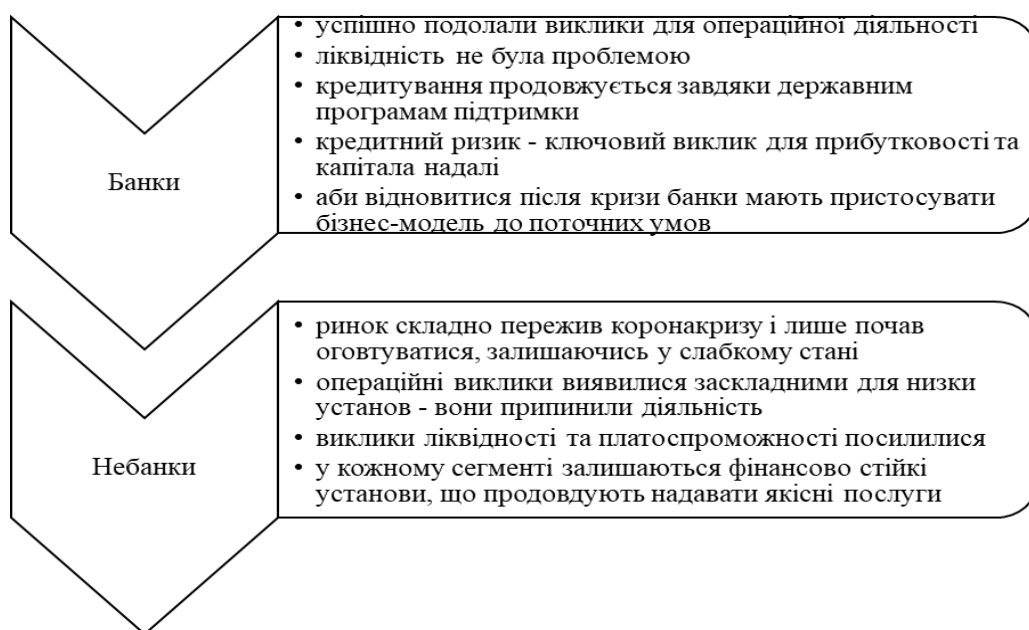 Банки
• успішно подолали виклики для операційної діяльності
• ліквідність не була проблемою
• кредитування продовжується завдяки державним
програмам підтримки
• кредитний ризик - ключовий виклик для прибутковості та
капітала надалі
• аби відновитися після кризи банки мають пристосувати
бізнес-модель до поточних умов
Небанки
• ринок складно пережив коронакризу і лише почав
оговтуватися, залишаючись у слабкому стані
• операційні виклики виявилися заскладними для низки
установ - вони припинили діяльність
• виклики ліквідності та платоспроможності посилилися
• у кожному сегменті залишаються фінансово стійкі
установи, що продовдують надавати якісні послуги